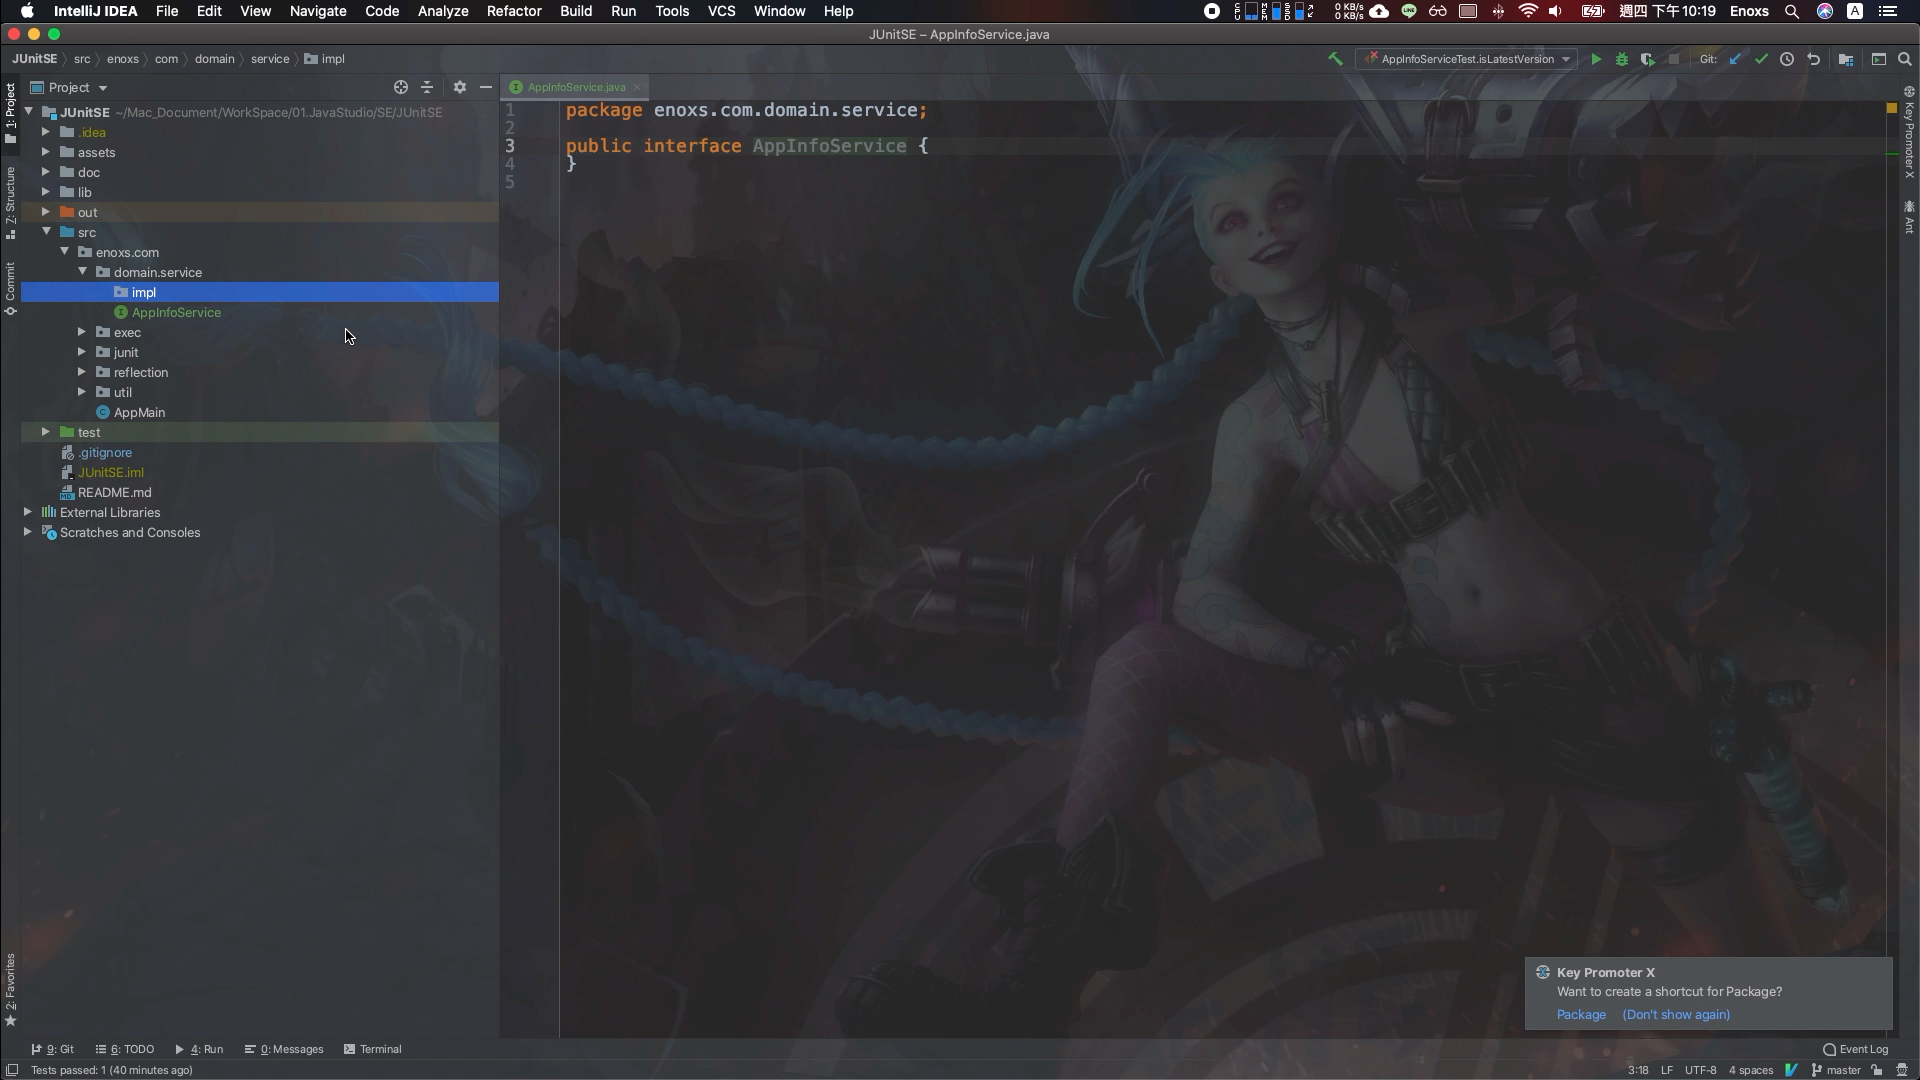 IntelliJ IDEA File Edit View Navigate Code Analyze Refactor Build Run Tools VCS Window Help 0 KB/s 0 KB/s LINE 週四 下午10:19 Enoxs A
JUnitSE – AppInfoService.java
JUnitSE src enoxs com domain service impl AppInfoServiceTest.isLatestVersion Git:
Project
AppInfoService.java
1: Project
Z: Structure
Commit
2: Favorites
JUnitSE ~/Mac_Document/WorkSpace/01.JavaStudio/SE/JUnitSE
.idea
assets
doc
lib
out
src
enoxs.com
domain.service
impl
AppInfoService
exec
junit
reflection
util
AppMain
test
.gitignore
JUnitSE.iml
README.md
External Libraries
Scratches and Consoles
1 package enoxs.com.domain.service;
2
3 public interface AppInfoService {
4 }
5
Key Promoter X
Ant
Key Promoter X
Want to create a shortcut for Package?
Package (Don't show again)
9: Git 6: TODO 4: Run 0: Messages Terminal Event Log
Tests passed: 1 (40 minutes ago) 3:18 LF UTF-8 4 spaces master